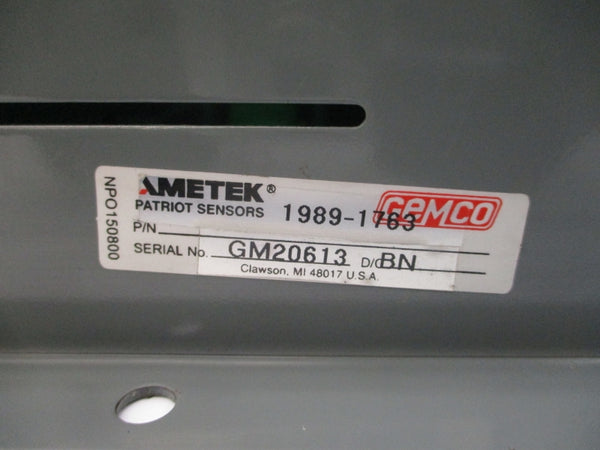 AMETEK®
PATRIOT SENSORS 1989-1763 GEMCO
P/N
SERIAL No. GM20613 D/C BN
Clawson, MI 48017 U.S.A.
NPO150800